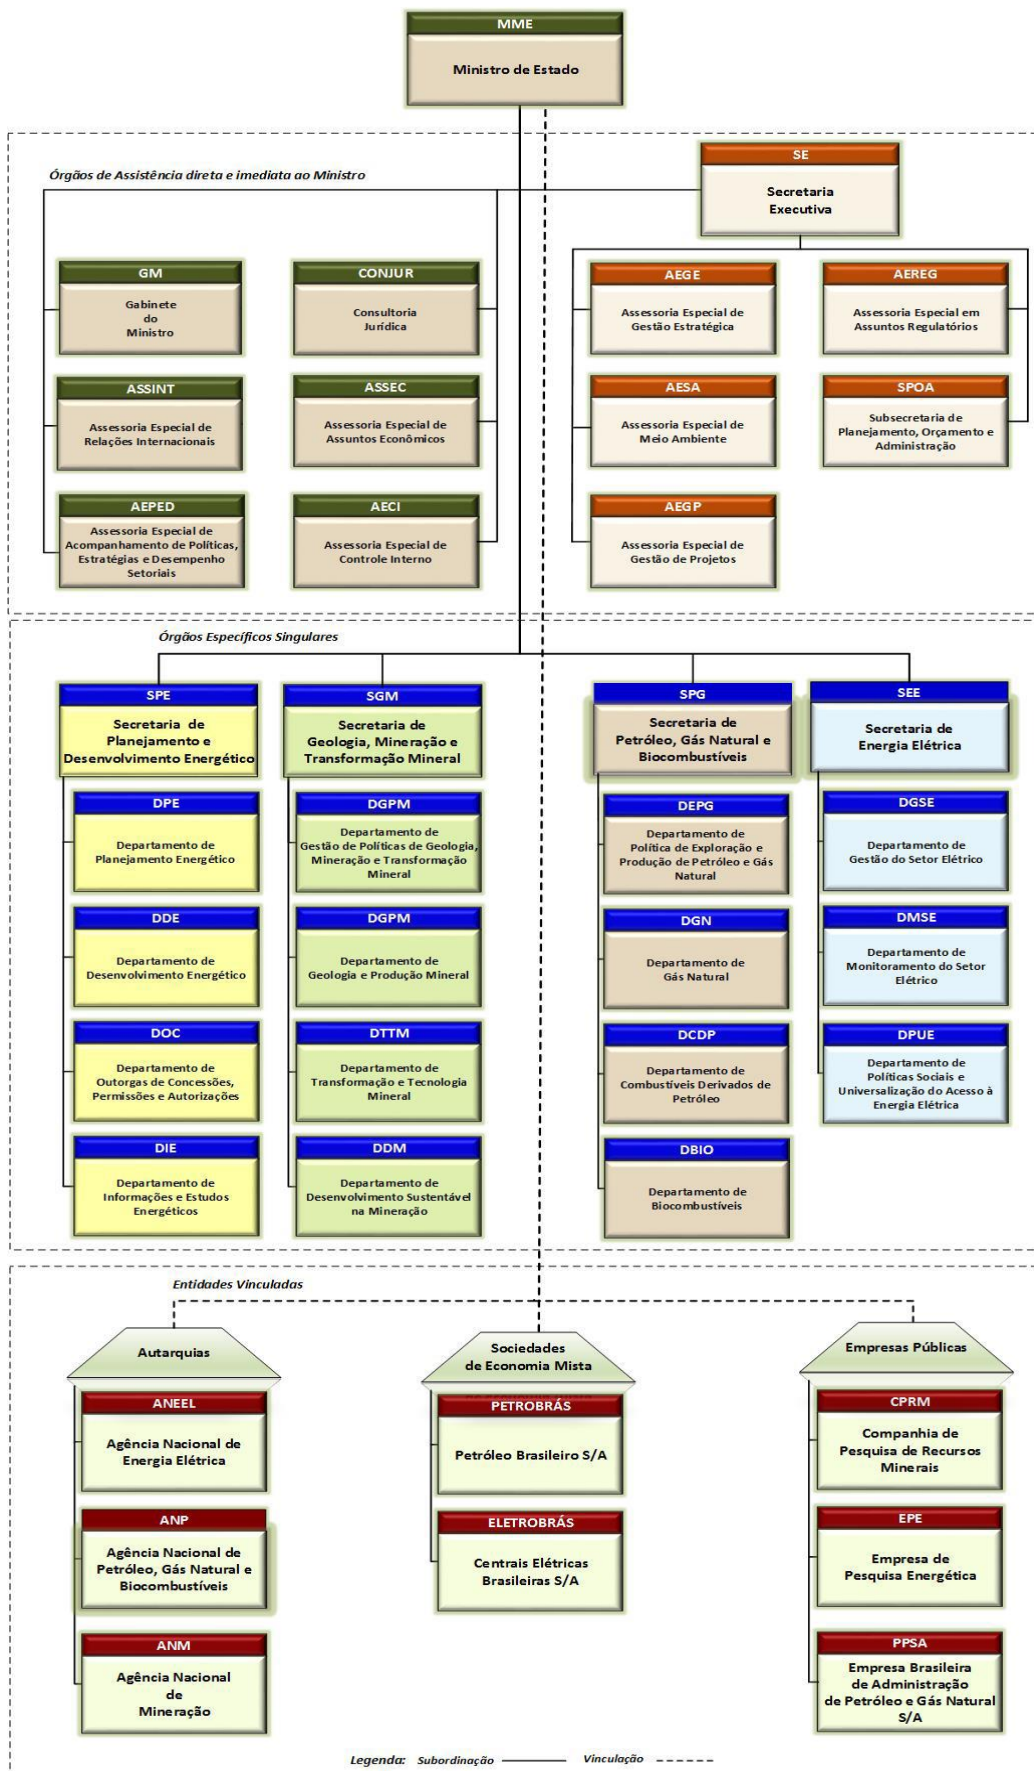 MME
Ministro de Estado
Órgãos de Assistência direta e imediata ao Ministro
SE
Secretaria
Executiva
GM
Gabinete
do
Ministro
CONJUR
Consultoria
Jurídica
AEGE
Assessoria Especial de
Gestão Estratégica
AEREG
Assessoria Especial em
Assuntos Regulatórios
ASSINT
Assessoria Especial de
Relações Internacionais
ASSEC
Assessoria Especial de
Assuntos Econômicos
AESA
Assessoria Especial de
Meio Ambiente
SPOA
Subsecretaria de
Planejamento, Orçamento e
Administração
AEPED
Assessoria Especial de
Acompanhamento de Políticas,
Estratégias e Desempenho
Setoriais
AECI
Assessoria Especial de
Controle Interno
AEGP
Assessoria Especial de
Gestão de Projetos
Órgãos Específicos Singulares
SPE
Secretaria de
Planejamento e
Desenvolvimento Energético
DPE
Departamento de
Planejamento Energético
DDE
Departamento de
Desenvolvimento Energético
DOC
Departamento de
Outorgas de Concessões,
Permissões e Autorizações
DIE
Departamento de
Informações e Estudos
Energéticos
SGM
Secretaria de
Geologia, Mineração e
Transformação Mineral
DGPM
Departamento de
Gestão de Políticas de Geologia,
Mineração e Transformação
Mineral
DGPM
Departamento de
Geologia e Produção Mineral
DTTM
Departamento de
Transformação e Tecnologia
Mineral
DDM
Departamento de
Desenvolvimento Sustentável
na Mineração
SPG
Secretaria de
Petróleo, Gás Natural e
Biocombustíveis
DEPG
Departamento de
Política de Exploração e
Produção de Petróleo e Gás
Natural
DGN
Departamento de
Gás Natural
DCDP
Departamento de
Combustíveis Derivados de
Petróleo
DBIO
Departamento de
Biocombustíveis
SEE
Secretaria de
Energia Elétrica
DGSE
Departamento de
Gestão do Setor Elétrico
DMSE
Departamento de
Monitoramento do Setor
Elétrico
DPUE
Departamento de
Políticas Sociais e
Universalização do Acesso à
Energia Elétrica
Entidades Vinculadas
Autarquias
ANEEL
Agência Nacional de
Energia Elétrica
ANP
Agência Nacional de
Petróleo, Gás Natural e
Biocombustíveis
ANM
Agência Nacional
de
Mineração
Sociedades
de Economia Mista
PETROBRÁS
Petróleo Brasileiro S/A
ELETROBRÁS
Centrais Elétricas
Brasileiras S/A
Empresas Públicas
CPRM
Companhia de
Pesquisa de Recursos
Minerais
EPE
Empresa de
Pesquisa Energética
PPSA
Empresa Brasileira
de Administração
de Petróleo e Gás Natural
S/A
Legenda: Subordinação Vinculação